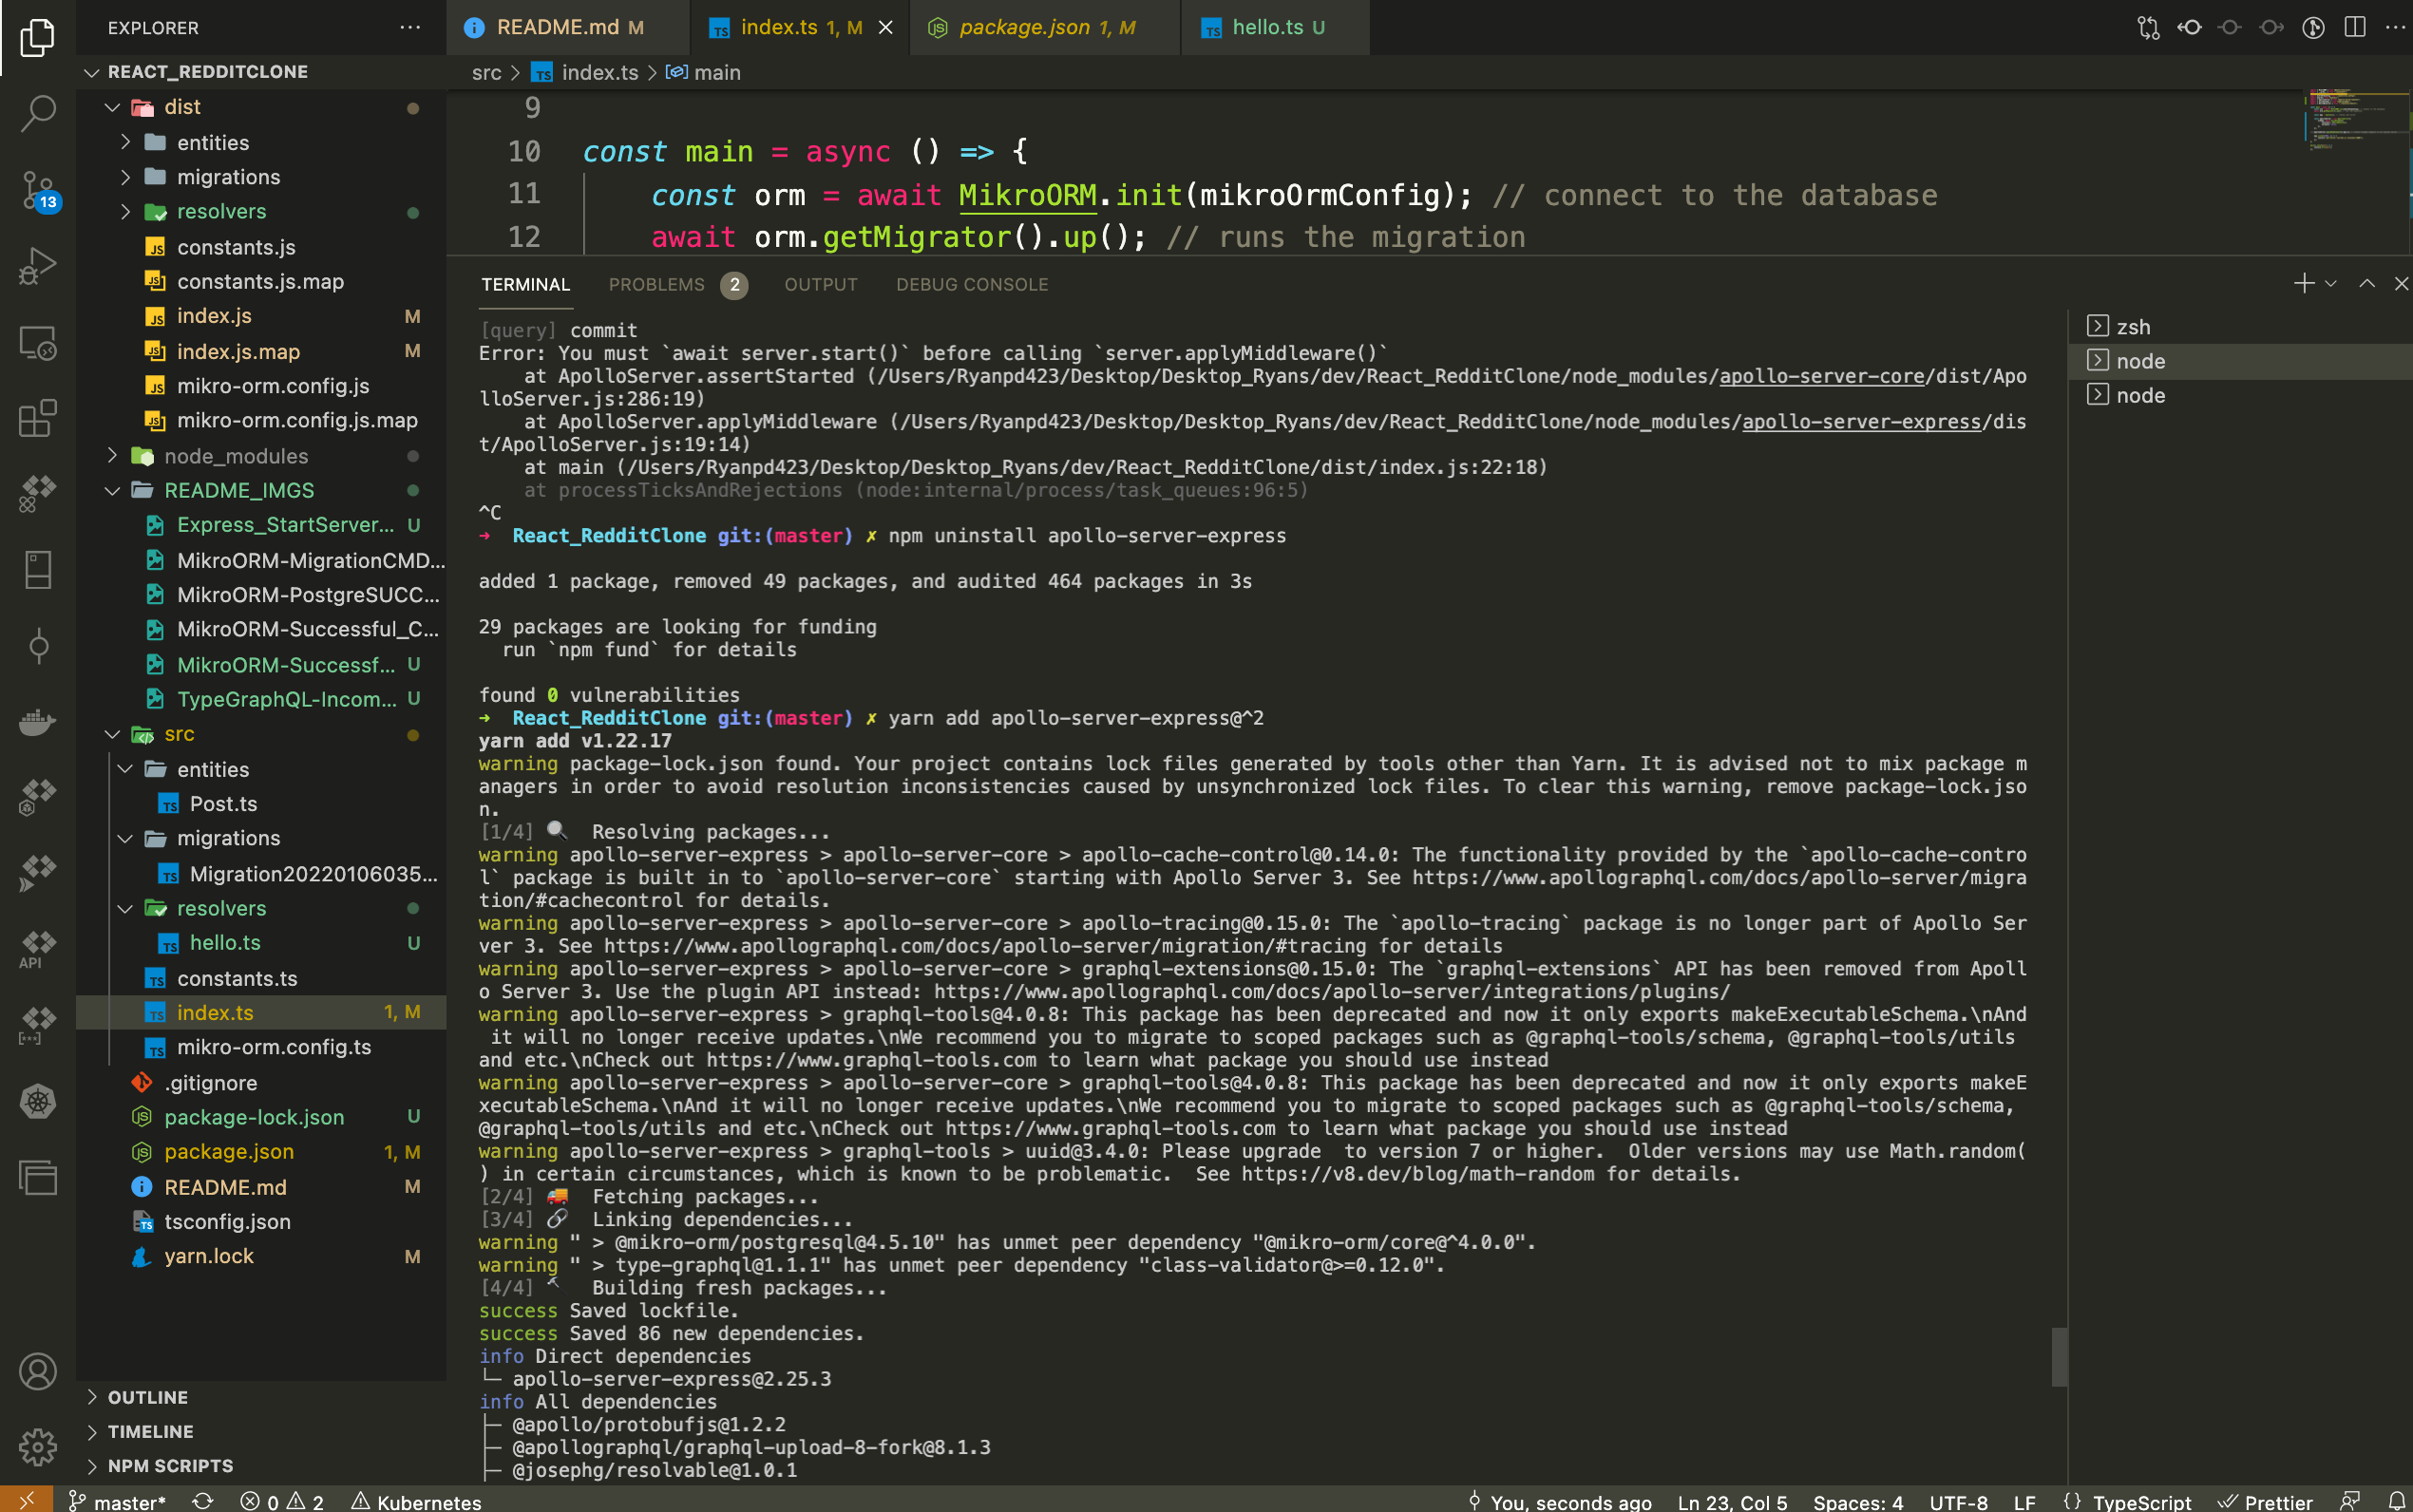 EXPLORER
REACT_REDDITCLONE
dist
entities
migrations
resolvers
constants.js
constants.js.map
index.js M
index.js.map M
mikro-orm.config.js
mikro-orm.config.js.map
node_modules
README_IMGS
Express_StartServer... U
MikroORM-MigrationCMD...
MikroORM-PostgreSUCC...
MikroORM-Successful_C...
MikroORM-Successf... U
TypeGraphQL-Incom... U
src
entities
Post.ts
migrations
Migration20220106035...
resolvers
hello.ts U
constants.ts
index.ts 1, M
mikro-orm.config.ts
.gitignore
package-lock.json U
package.json 1, M
README.md M
tsconfig.json
yarn.lock M
OUTLINE
TIMELINE
NPM SCRIPTS
13
API
README.md M
index.ts 1, M
package.json 1, M
hello.ts U
src > index.ts > main
9
10 const main = async () => {
11 const orm = await MikroORM.init(mikroOrmConfig); // connect to the database
12 await orm.getMigrator().up(); // runs the migration
TERMINAL PROBLEMS 2 OUTPUT DEBUG CONSOLE
zsh
node
node
[query] commit
Error: You must `await server.start()` before calling `server.applyMiddleware()`
at ApolloServer.assertStarted (/Users/Ryanpd423/Desktop/Desktop_Ryans/dev/React_RedditClone/node_modules/apollo-server-core/dist/Apo
lloServer.js:286:19)
at ApolloServer.applyMiddleware (/Users/Ryanpd423/Desktop/Desktop_Ryans/dev/React_RedditClone/node_modules/apollo-server-express/dis
t/ApolloServer.js:19:14)
at main (/Users/Ryanpd423/Desktop/Desktop_Ryans/dev/React_RedditClone/dist/index.js:22:18)
at processTicksAndRejections (node:internal/process/task_queues:96:5)
^C
➜ React_RedditClone git:(master) ✗ npm uninstall apollo-server-express
added 1 package, removed 49 packages, and audited 464 packages in 3s
29 packages are looking for funding
run `npm fund` for details
found 0 vulnerabilities
➜ React_RedditClone git:(master) ✗ yarn add apollo-server-express@^2
yarn add v1.22.17
warning package-lock.json found. Your project contains lock files generated by tools other than Yarn. It is advised not to mix package m
anagers in order to avoid resolution inconsistencies caused by unsynchronized lock files. To clear this warning, remove package-lock.jso
n.
[1/4] 🔍 Resolving packages...
warning apollo-server-express > apollo-server-core > apollo-cache-control@0.14.0: The functionality provided by the `apollo-cache-contro
l` package is built in to `apollo-server-core` starting with Apollo Server 3. See https://www.apollographql.com/docs/apollo-server/migra
tion/#cachecontrol for details.
warning apollo-server-express > apollo-server-core > apollo-tracing@0.15.0: The `apollo-tracing` package is no longer part of Apollo Ser
ver 3. See https://www.apollographql.com/docs/apollo-server/migration/#tracing for details
warning apollo-server-express > apollo-server-core > graphql-extensions@0.15.0: The `graphql-extensions` API has been removed from Apoll
o Server 3. Use the plugin API instead: https://www.apollographql.com/docs/apollo-server/integrations/plugins/
warning apollo-server-express > graphql-tools@4.0.8: This package has been deprecated and now it only exports makeExecutableSchema.\nAnd
it will no longer receive updates.\nWe recommend you to migrate to scoped packages such as @graphql-tools/schema, @graphql-tools/utils
and etc.\nCheck out https://www.graphql-tools.com to learn what package you should use instead
warning apollo-server-express > apollo-server-core > graphql-tools@4.0.8: This package has been deprecated and now it only exports makeE
xecutableSchema.\nAnd it will no longer receive updates.\nWe recommend you to migrate to scoped packages such as @graphql-tools/schema,
@graphql-tools/utils and etc.\nCheck out https://www.graphql-tools.com to learn what package you should use instead
warning apollo-server-express > graphql-tools > uuid@3.4.0: Please upgrade  to version 7 or higher.  Older versions may use Math.random(
) in certain circumstances, which is known to be problematic.  See https://v8.dev/blog/math-random for details.
[2/4] 🚚 Fetching packages...
[3/4] 🔗 Linking dependencies...
warning " > @mikro-orm/postgresql@4.5.10" has unmet peer dependency "@mikro-orm/core@^4.0.0".
warning " > type-graphql@1.1.1" has unmet peer dependency "class-validator@>=0.12.0".
[4/4] 🔨 Building fresh packages...
success Saved lockfile.
success Saved 86 new dependencies.
info Direct dependencies
└─ apollo-server-express@2.25.3
info All dependencies
├─ @apollo/protobufjs@1.2.2
├─ @apollographql/graphql-upload-8-fork@8.1.3
├─ @josephg/resolvable@1.0.1
master* 0 2 Kubernetes You, seconds ago Ln 23, Col 5 Spaces: 4 UTF-8 LF {} TypeScript Prettier